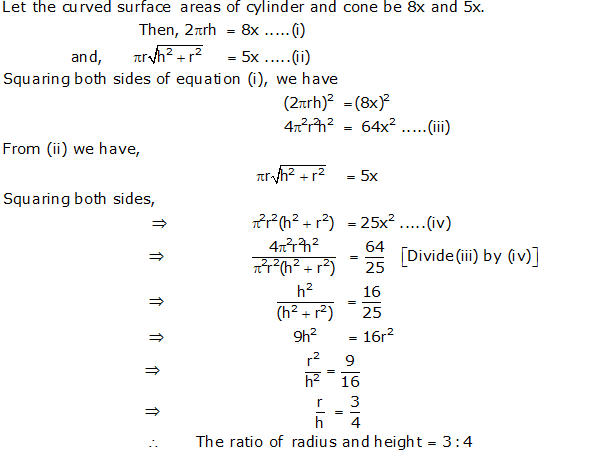 Let the curved surface areas of cylinder and cone be 8x and 5x.
Then, 2πrh = 8x .....(i)
and, πr√(h² + r²) = 5x .....(ii)
Squaring both sides of equation (i), we have
(2πrh)² = (8x)²
4π²r²h² = 64x² .....(iii)
From (ii) we have,
πr√(h² + r²) = 5x
Squaring both sides,
⇒ π²r²(h² + r²) = 25x² .....(iv)
⇒ 4π²r²h² / π²r²(h² + r²) = 64/25 [Divide(iii) by (iv)]
⇒ h² / (h² + r²) = 16/25
⇒ 9h² = 16r²
⇒ r²/h² = 9/16
⇒ r/h = 3/4
∴ The ratio of radius and height = 3 : 4